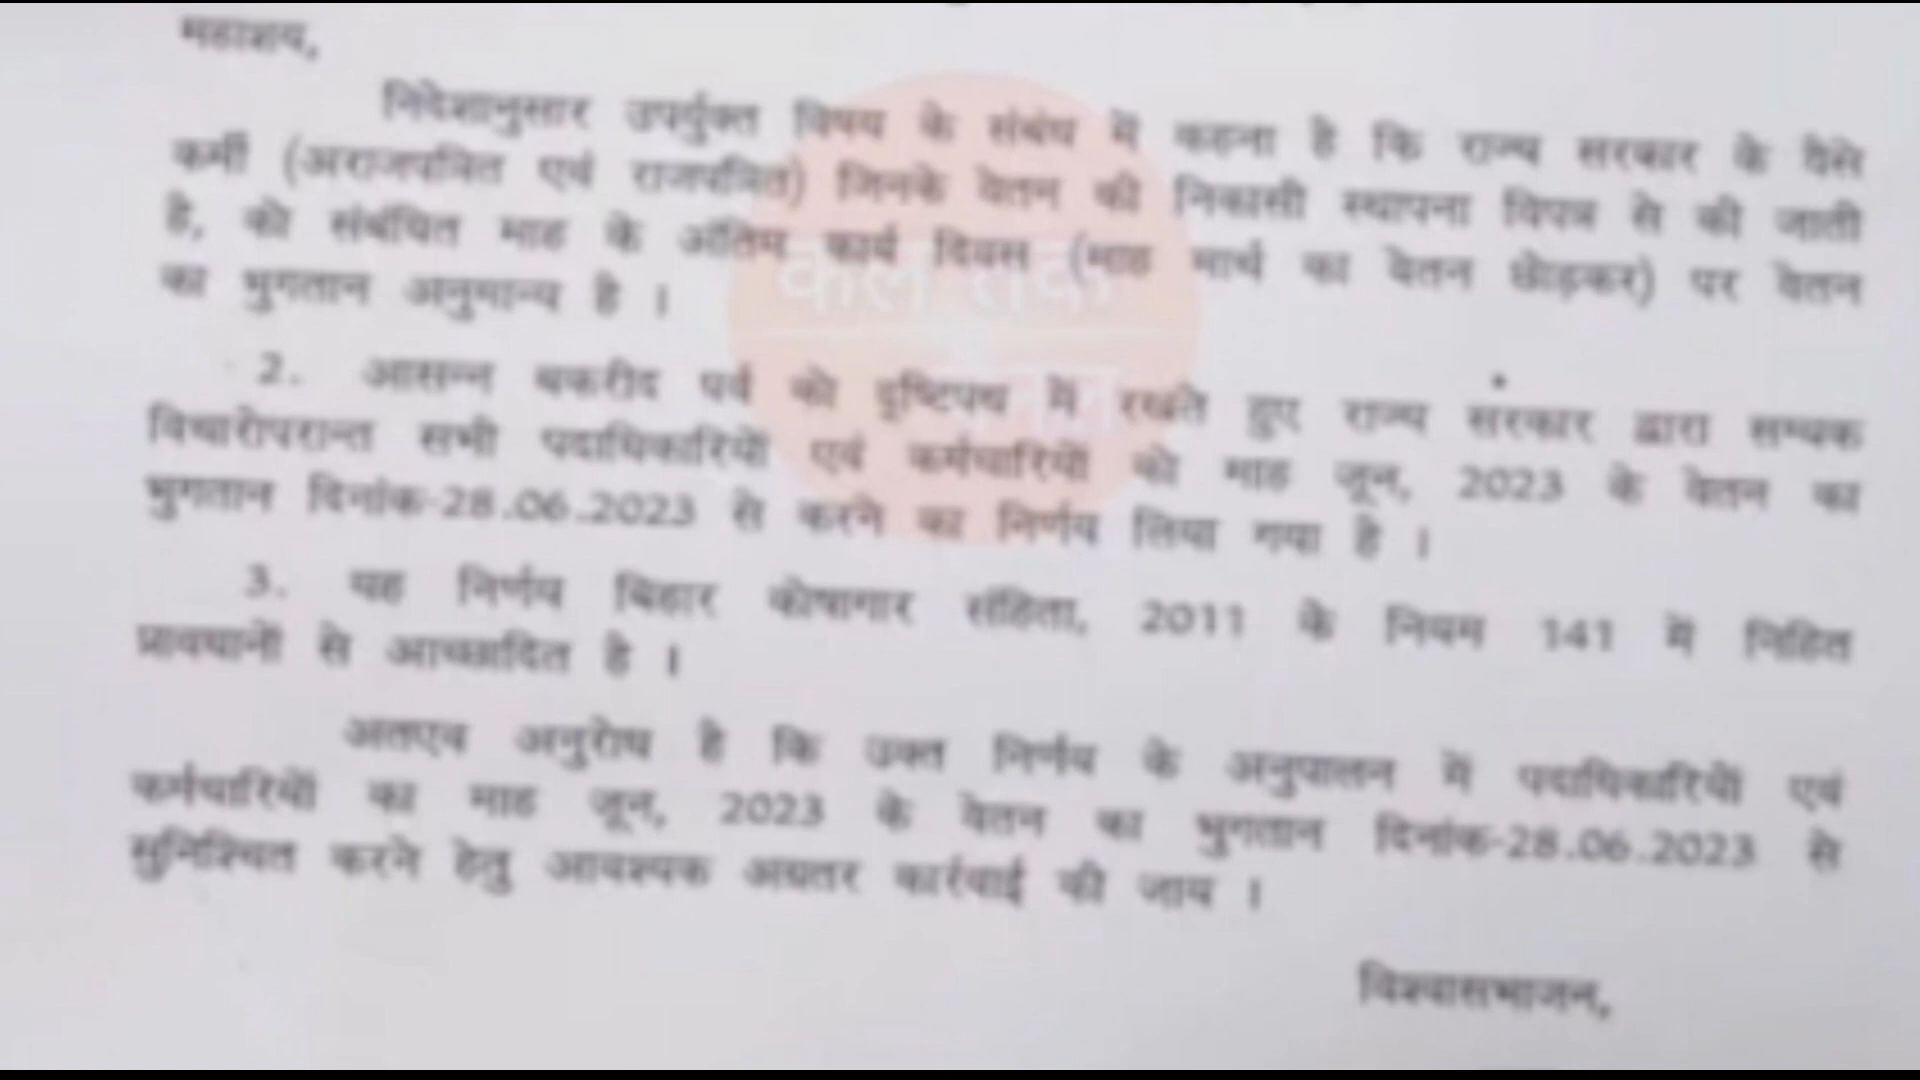 महाशय,
निदेशानुसार उपर्युक्त विषय के संबंध में कहना है कि राज्य सरकार के वैसे
कर्मी (अराजपत्रित एवं राजपत्रित) जिनके वेतन की निकासी स्थापना विपत्र से की जाती
है, को संबंधित माह के अंतिम कार्य दिवस (माह मार्च का वेतन छोड़कर) पर वेतन
का भुगतान अनुमान्य है ।
2. आसन्न बकरीद पर्व को दृष्टिपथ में रखते हुए राज्य सरकार द्वारा सम्यक
विचारोपरान्त सभी पदाधिकारियों एवं कर्मचारियों को माह जून, 2023 के वेतन का
भुगतान दिनांक-28.06.2023 से करने का निर्णय लिया गया है ।
3. यह निर्णय बिहार कोषागार संहिता, 2011 के नियम 141 में निहित
प्रावधानों से आच्छादित है ।
अतएव अनुरोध है कि उक्त निर्णय के अनुपालन में पदाधिकारियों एवं
कर्मचारियों का माह जून, 2023 के वेतन का भुगतान दिनांक-28.06.2023 से
सुनिश्चित करने हेतु आवश्यक अग्रतर कार्रवाई की जाय ।
विश्वासभाजन,